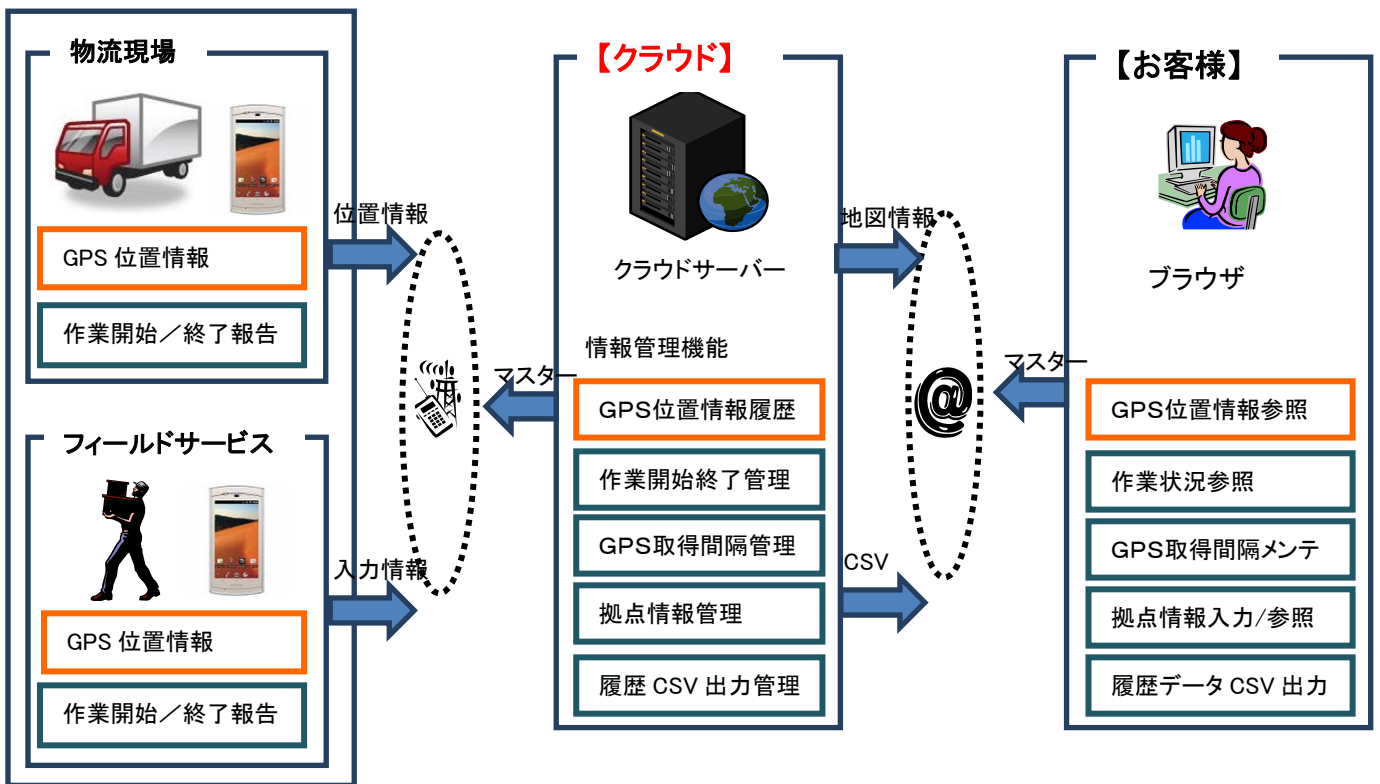 物流現場
GPS 位置情報
作業開始／終了報告
フィールドサービス
GPS 位置情報
作業開始／終了報告
位置情報
マスター
入力情報
【クラウド】
クラウドサーバー
情報管理機能
GPS位置情報履歴
作業開始終了管理
GPS取得間隔管理
拠点情報管理
履歴 CSV 出力管理
地図情報
マスター
CSV
【お客様】
ブラウザ
GPS位置情報参照
作業状況参照
GPS取得間隔メンテ
拠点情報入力/参照
履歴データ CSV 出力